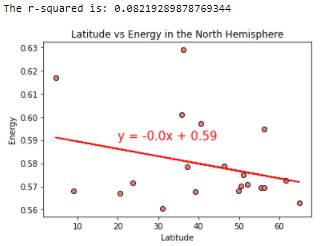 The r-squared is: 0.08219289878769344
Latitude vs Energy in the North Hemisphere
0.63
0.62
0.61
0.60
0.59
0.58
0.57
0.56
Energy
y = -0.0x + 0.59
10 20 30 40 50 60
Latitude